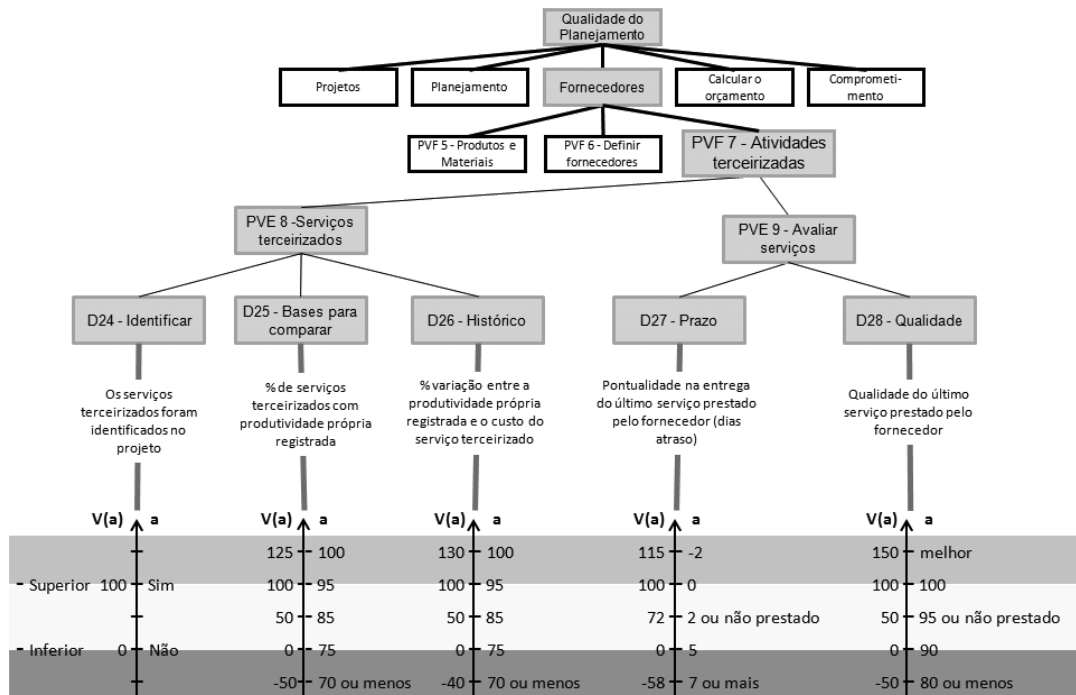 Qualidade do
Planejamento
Projetos
Planejamento
Fornecedores
Calcular o
orçamento
Comprometi-
mento
PVF 5 - Produtos e
Materiais
PVF 6 - Definir
fornecedores
PVF 7 - Atividades
terceirizadas
PVE 8 -Serviços
terceirizados
PVE 9 - Avaliar
serviços
D24 - Identificar
D25 - Bases para
comparar
D26 - Histórico
D27 - Prazo
D28 - Qualidade
Os serviços
terceirizados foram
identificados no
projeto
% de serviços
terceirizados com
produtividade própria
registrada
% variação entre a
produtividade própria
registrada e o custo do
serviço terceirizado
Pontualidade na entrega
do último serviço prestado
pelo fornecedor (dias
atraso)
Qualidade do último
serviço prestado pelo
fornecedor
V(a) a V(a) a V(a) a V(a) a V(a) a
125 100 130 100 115 -2 150 melhor
Superior 100 Sim 100 95 100 95 100 0 100 100
50 85 50 85 72 2 ou não prestado 50 95 ou não prestado
Inferior 0 Não 0 75 0 75 0 5 0 90
-50 70 ou menos -40 70 ou menos -58 7 ou mais -50 80 ou menos